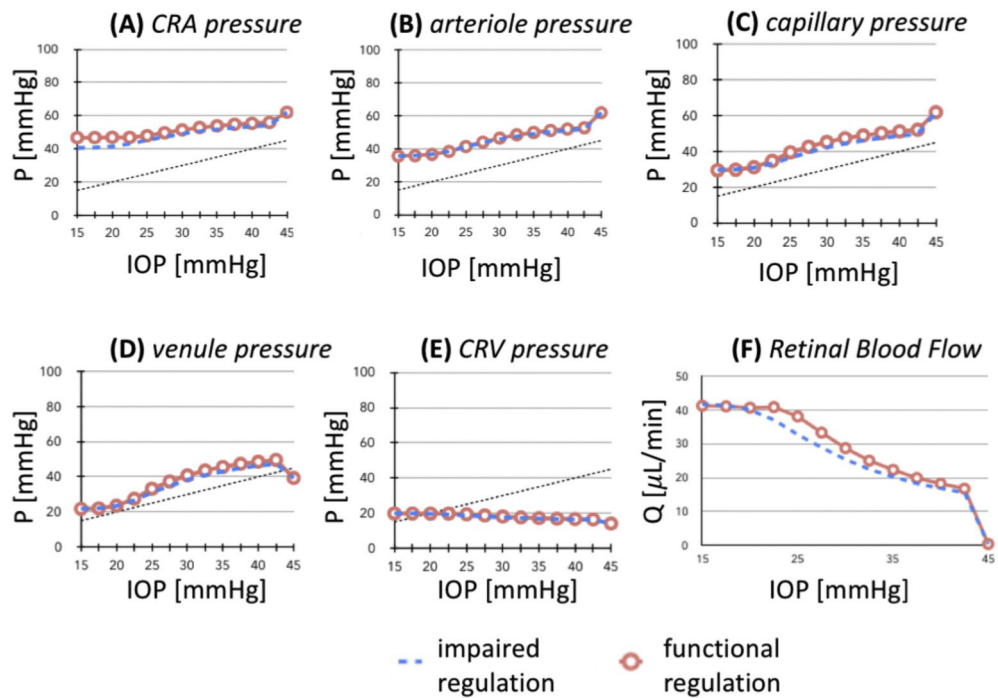 (A) CRA pressure
P [mmHg]
100
80
60
40
20
0
15 20 25 30 35 40 45
IOP [mmHg]
(B) arteriole pressure
P [mmHg]
100
80
60
40
20
0
15 20 25 30 35 40 45
IOP [mmHg]
(C) capillary pressure
P [mmHg]
100
80
60
40
20
0
15 20 25 30 35 40 45
IOP [mmHg]
(D) venule pressure
P [mmHg]
100
80
60
40
20
0
15 20 25 30 35 40 45
IOP [mmHg]
(E) CRV pressure
P [mmHg]
100
80
60
40
20
0
15 20 25 30 35 40 45
IOP [mmHg]
(F) Retinal Blood Flow
Q [μL/min]
50
40
30
20
10
0
15 25 35 45
IOP [mmHg]
impaired
regulation
functional
regulation